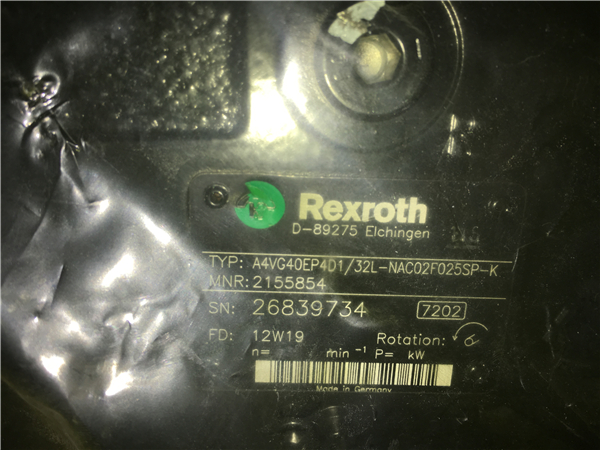 Rexroth
D-89275 Elchingen
TYP: A4VG40EP4D1/32L-NAC02F025SP-K
MNR: 2155854
SN: 26839734 7202
FD: 12W19 Rotation:
n= min⁻¹ P= kW
Made in Germany